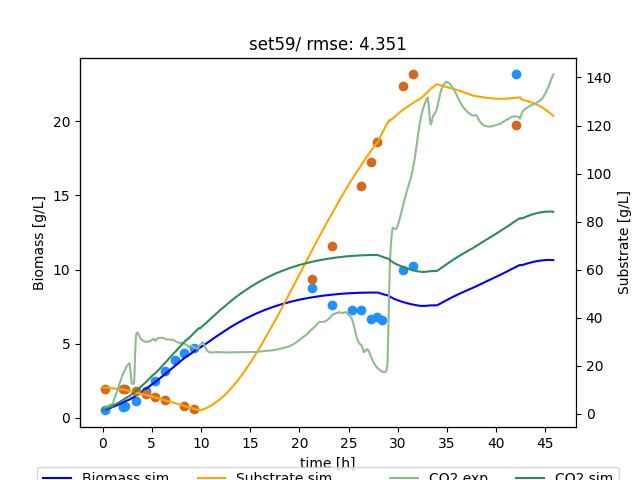 set59/ rmse: 4.351
Biomass [g/L]
0
5
10
15
20
Substrate [g/L]
0
20
40
60
80
100
120
140
0 5 10 15 20 25 30 35 40 45
time [h]
Biomass sim Substrate sim CO2 exp CO2 sim